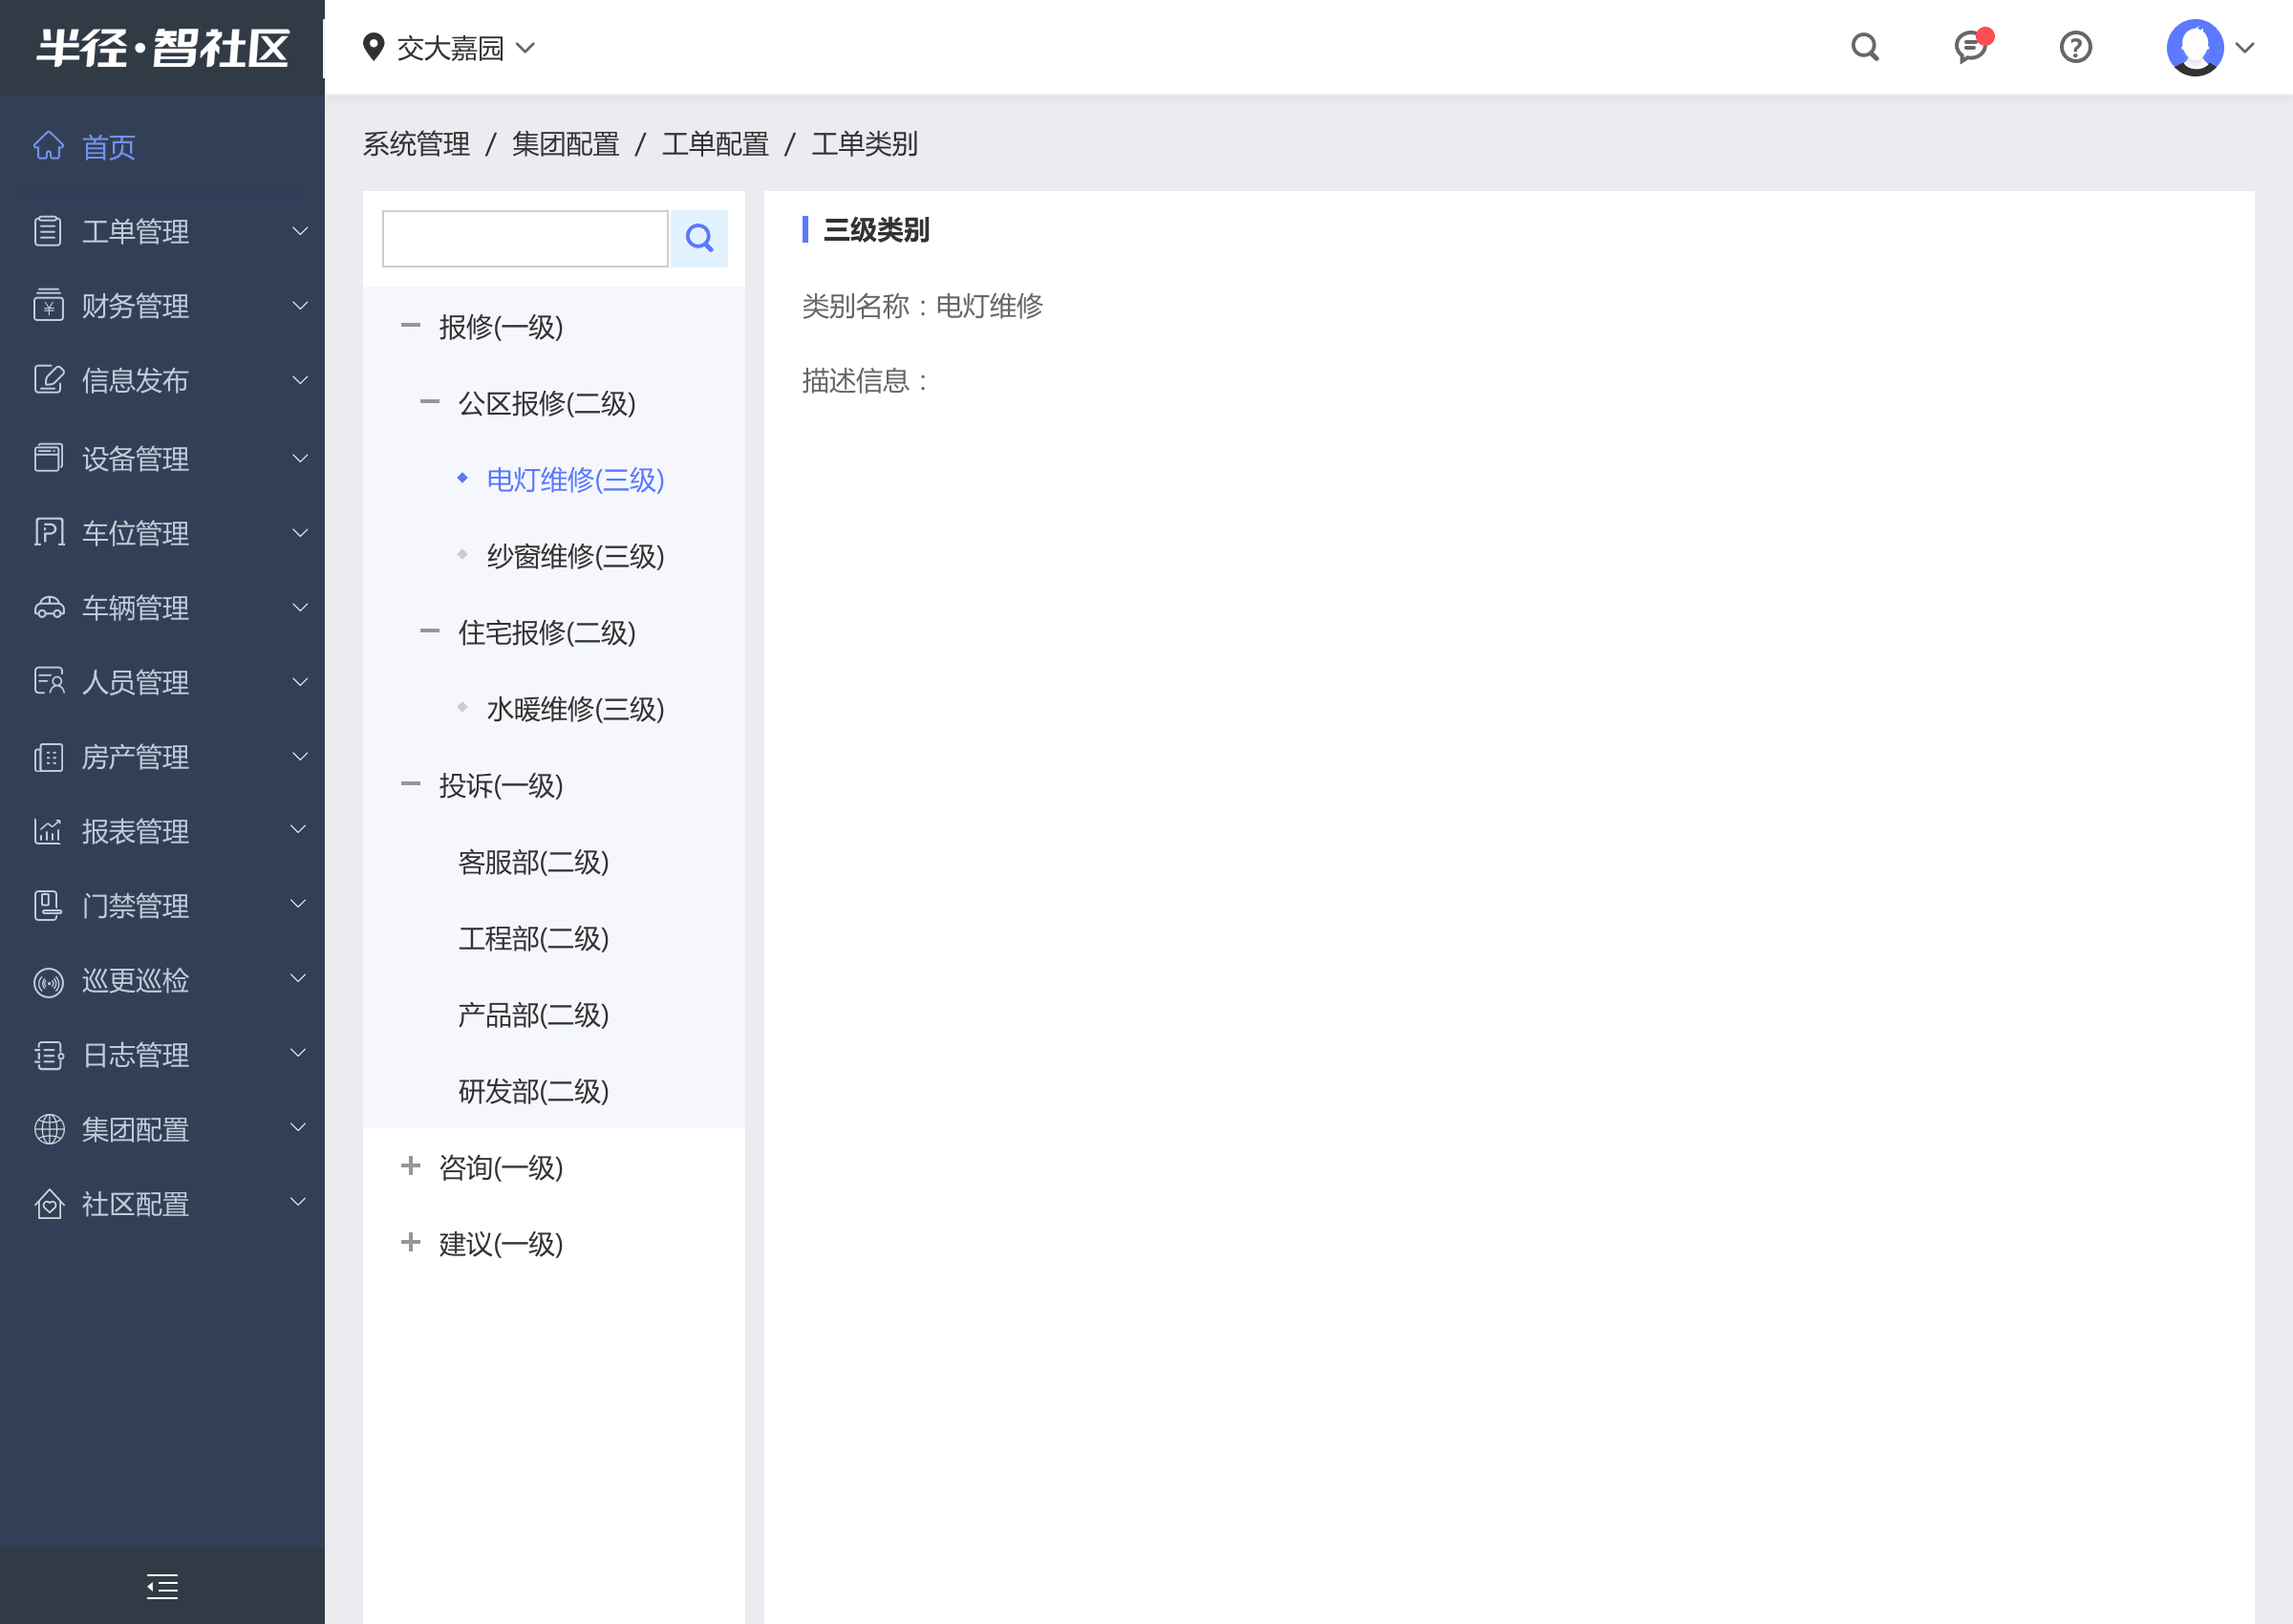 半径·智社区
交大嘉园
首页
工单管理
财务管理
信息发布
设备管理
车位管理
车辆管理
人员管理
房产管理
报表管理
门禁管理
巡更巡检
日志管理
集团配置
社区配置
系统管理 / 集团配置 / 工单配置 / 工单类别
报修(一级)
公区报修(二级)
电灯维修(三级)
纱窗维修(三级)
住宅报修(二级)
水暖维修(三级)
投诉(一级)
客服部(二级)
工程部(二级)
产品部(二级)
研发部(二级)
咨询(一级)
建议(一级)
三级类别
类别名称：电灯维修
描述信息：